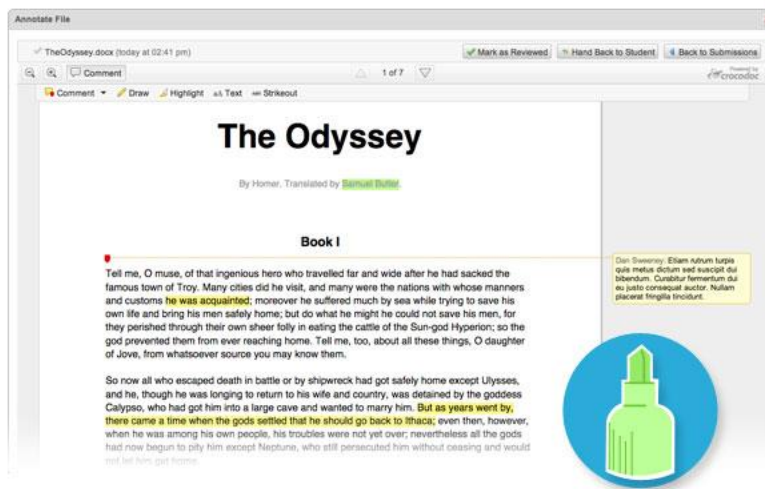 Annotate File
TheOdyssey.docx (today at 02:41 pm)
Mark as Reviewed
Hand Back to Student
Back to Submissions
Comment
1 of 7
Powered by
crocodoc
Comment
Draw
Highlight
Text
Strikeout
The Odyssey
By Homer. Translated by Samuel Butler.
Book I
Tell me, O muse, of that ingenious hero who travelled far and wide after he had sacked the
famous town of Troy. Many cities did he visit, and many were the nations with whose manners
and customs he was acquainted; moreover he suffered much by sea while trying to save his
own life and bring his men safely home; but do what he might he could not save his men, for
they perished through their own sheer folly in eating the cattle of the Sun-god Hyperion; so the
god prevented them from ever reaching home. Tell me, too, about all these things, O daughter
of Jove, from whatsoever source you may know them.
So now all who escaped death in battle or by shipwreck had got safely home except Ulysses,
and he, though he was longing to return to his wife and country, was detained by the goddess
Calypso, who had got him into a large cave and wanted to marry him. But as years went by,
there came a time when the gods settled that he should go back to Ithaca; even then, however,
when he was among his own people, his troubles were not yet over; nevertheless all the gods
had now begun to pity him except Neptune, who still persecuted him without ceasing and would
not let him get home.
Dan Sweeney: Etiam rutrum turpis
quis metus dictum sed suscipit dui
bibendum. Curabitur fermentum dui
eu justo consequat auctor. Nullam
placerat fringilla tincidunt.